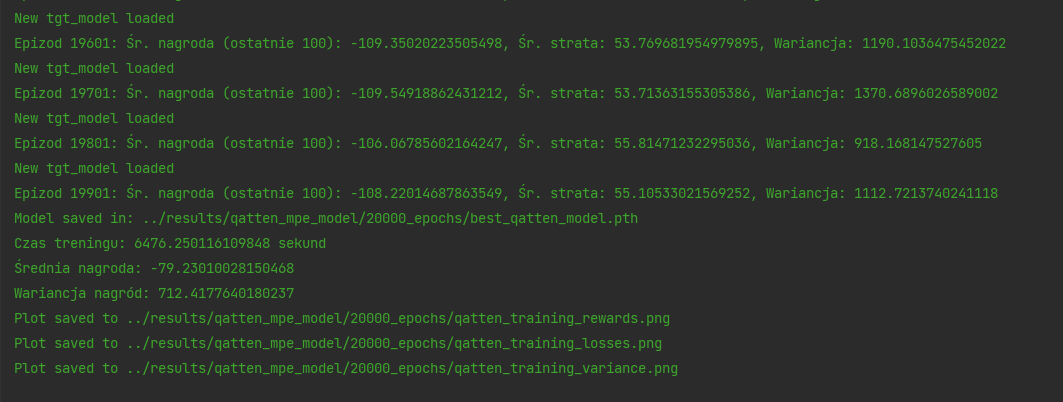 New tgt_model loaded
Epizod 19601: Śr. nagroda (ostatnie 100): -109.35020223505498, Śr. strata: 53.769681954979895, Wariancja: 1190.1036475452022
New tgt_model loaded
Epizod 19701: Śr. nagroda (ostatnie 100): -109.54918862431212, Śr. strata: 53.71363155305386, Wariancja: 1370.6896026589002
New tgt_model loaded
Epizod 19801: Śr. nagroda (ostatnie 100): -106.06785602164247, Śr. strata: 55.81471232295036, Wariancja: 918.168147527605
New tgt_model loaded
Epizod 19901: Śr. nagroda (ostatnie 100): -108.22014687863549, Śr. strata: 55.10533021569252, Wariancja: 1112.7213740241118
Model saved in: ../results/qatten_mpe_model/20000_epochs/best_qatten_model.pth
Czas treningu: 6476.250116109848 sekund
Średnia nagroda: -79.23010028150468
Wariancja nagród: 712.4177640180237
Plot saved to ../results/qatten_mpe_model/20000_epochs/qatten_training_rewards.png
Plot saved to ../results/qatten_mpe_model/20000_epochs/qatten_training_losses.png
Plot saved to ../results/qatten_mpe_model/20000_epochs/qatten_training_variance.png